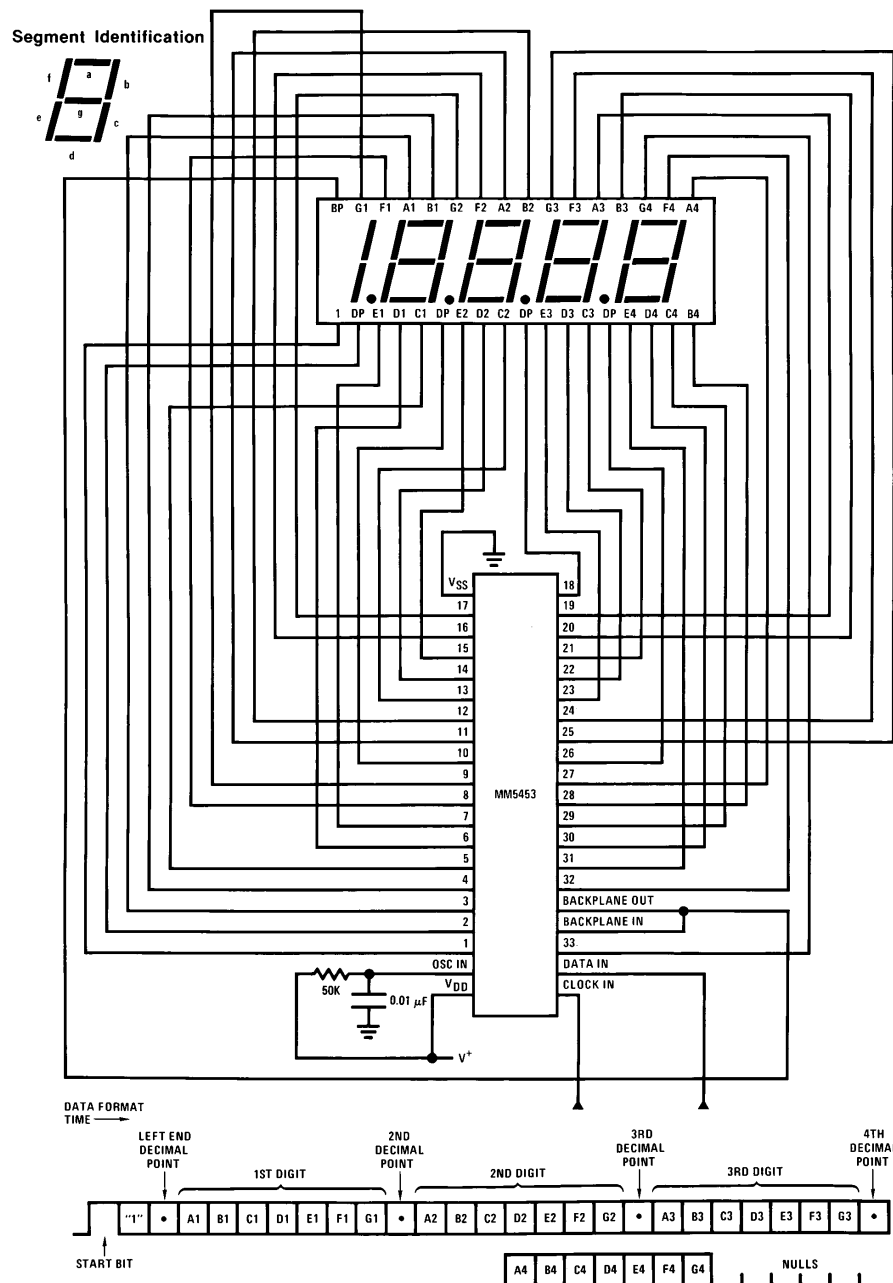 Segment Identification
a
f
b
g
e
c
d
BP G1 F1 A1 B1 G2 F2 A2 B2 G3 F3 A3 B3 G4 F4 A4
1 DP E1 D1 C1 DP E2 D2 C2 DP E3 D3 C3 DP E4 D4 C4 B4
VSS 18
17 19
16 20
15 21
14 22
13 23
12 24
11 25
10 26
9 27
8 28
MM5453
7 29
6 30
5 31
4 32
3 BACKPLANE OUT
2 BACKPLANE IN
1 33
OSC IN DATA IN
50K VDD CLOCK IN
0.01 μF
V+
DATA FORMAT
TIME
LEFT END DECIMAL POINT
2ND DECIMAL POINT
3RD DECIMAL POINT
4TH DECIMAL POINT
1ST DIGIT 2ND DIGIT 3RD DIGIT
"1" • A1 B1 C1 D1 E1 F1 G1 • A2 B2 C2 D2 E2 F2 G2 • A3 B3 C3 D3 E3 F3 G3 •
START BIT
A4 B4 C4 D4 E4 F4 G4 NULLS